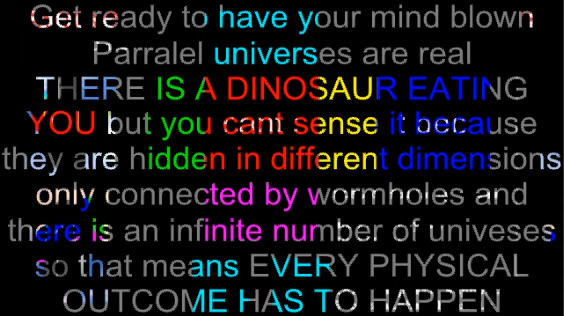 Get ready to have your mind blown
Parralel universes are real
THERE IS A DINOSAUR EATING
YOU but you cant sense it because
they are hidden in different dimensions
only connected by wormholes and
there is an infinite number of univeses
so that means EVERY PHYSICAL
OUTCOME HAS TO HAPPEN